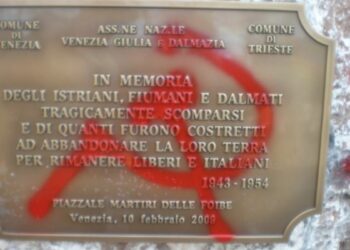 COMUNE
DI
VENEZIA
ASS.NE NAZ.LE
VENEZIA GIULIA E DALMAZIA
COMUNE
DI
TRIESTE
IN MEMORIA
DEGLI ISTRIANI, FIUMANI E DALMATI
TRAGICAMENTE SCOMPARSI
E DI QUANTI FURONO COSTRETTI
AD ABBANDONARE LA LORO TERRA
PER RIMANERE LIBERI E ITALIANI
1943-1954
PIAZZALE MARTIRI DELLE FOIBE
Venezia, 10 febbraio 2009